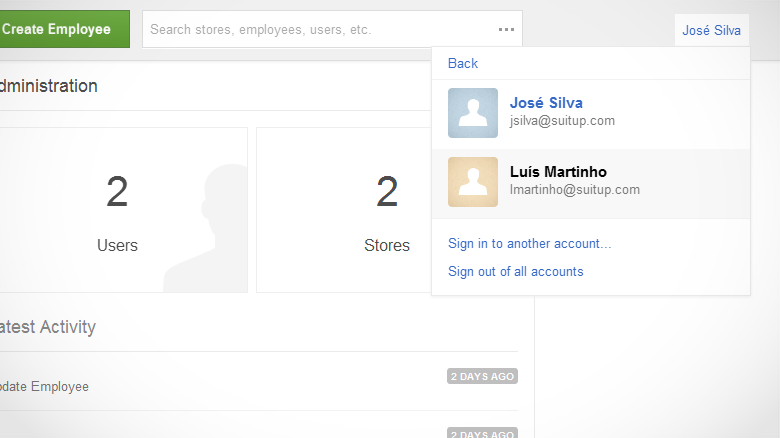 Create Employee
Search stores, employees, users, etc.
José Silva
Back
dministration
José Silva
jsilva@suitup.com
Luís Martinho
lmartinho@suitup.com
2
Users
2
Stores
Sign in to another account...
Sign out of all accounts
atest Activity
2 DAYS AGO
pdate Employee
2 DAYS AGO